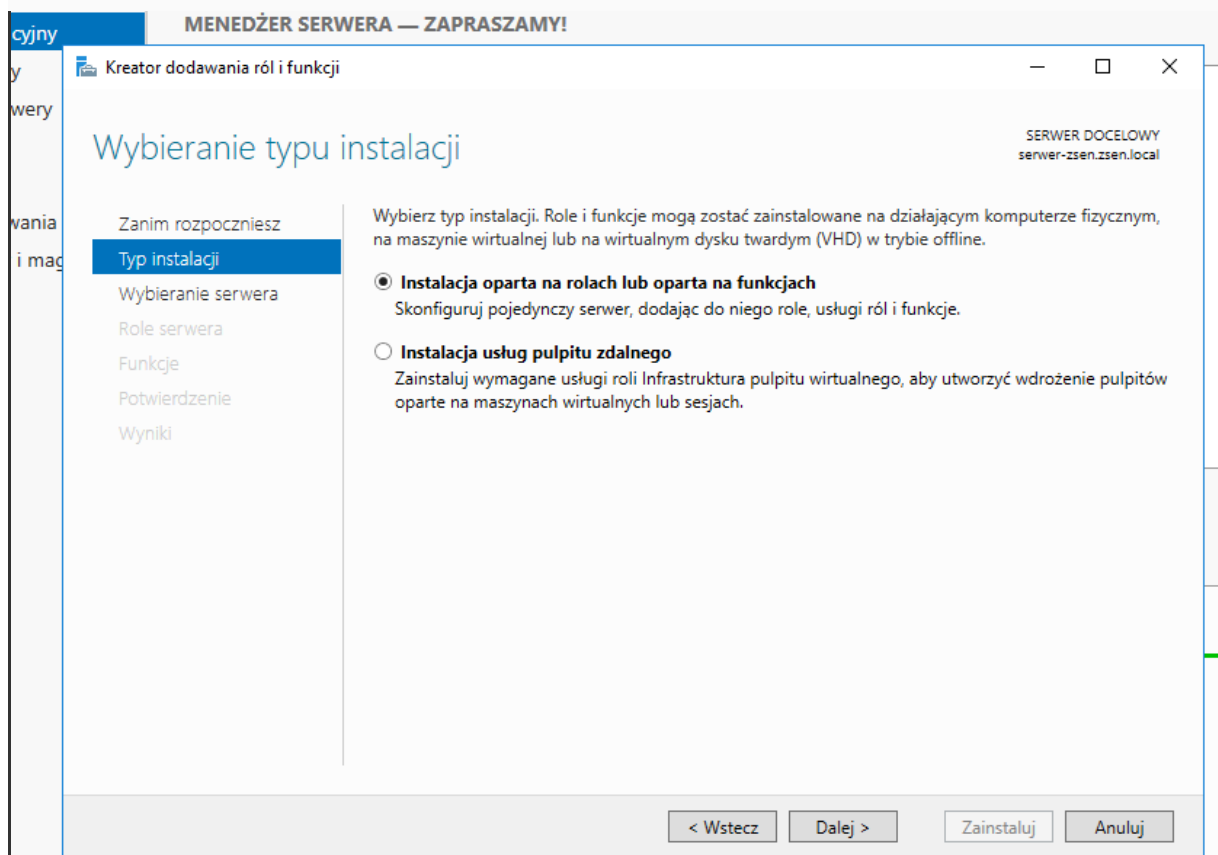 MENEDŻER SERWERA — ZAPRASZAMY!
cyjny
y
wery
wania
i mag
Kreator dodawania ról i funkcji
Wybieranie typu instalacji
SERWER DOCELOWY
serwer-zsen.zsen.local
Zanim rozpoczniesz
Typ instalacji
Wybieranie serwera
Role serwera
Funkcje
Potwierdzenie
Wyniki
Wybierz typ instalacji. Role i funkcje mogą zostać zainstalowane na działającym komputerze fizycznym,
na maszynie wirtualnej lub na wirtualnym dysku twardym (VHD) w trybie offline.
Instalacja oparta na rolach lub oparta na funkcjach
Skonfiguruj pojedynczy serwer, dodając do niego role, usługi ról i funkcje.
Instalacja usług pulpitu zdalnego
Zainstaluj wymagane usługi roli Infrastruktura pulpitu wirtualnego, aby utworzyć wdrożenie pulpitów
oparte na maszynach wirtualnych lub sesjach.
< Wstecz
Dalej >
Zainstaluj
Anuluj